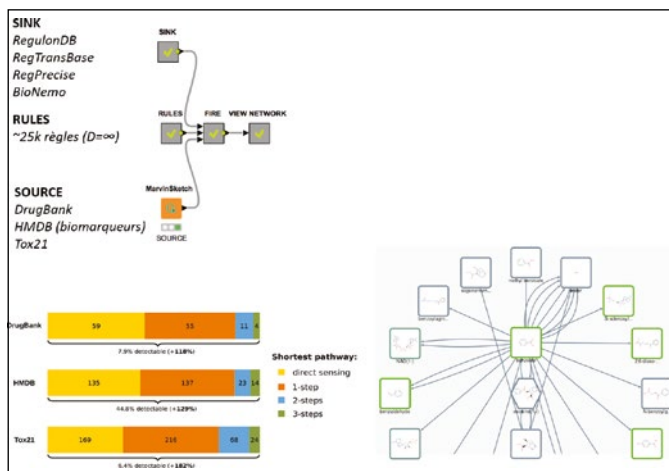 SINK
RegulonDB
RegTransBase
RegPrecise
BioNemo
SINK
RULES
~25k règles (D=∞)
RULES
FIRE
VIEW NETWORK
SOURCE
DrugBank
HMDB (biomarqueurs)
Tox21
MarvinSketch
SOURCE
DrugBank
59
55
11
4
7.9% detectable (+118%)
HMDB
135
137
23
14
44.8% detectable (+129%)
Tox21
169
216
68
24
6.4% detectable (+182%)
Shortest pathway:
direct sensing
1-step
2-steps
3-steps
benzaldehyde